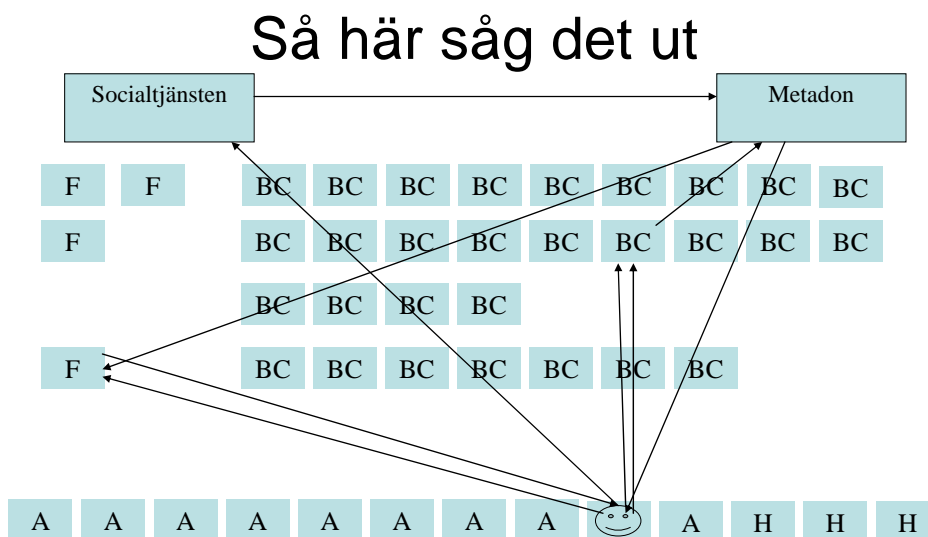 Så här såg det ut
Socialtjänsten Metadon
F F BC BC BC BC BC BC BC BC BC
F BC BC BC BC BC BC BC BC BC
BC BC BC BC
F BC BC BC BC BC BC BC
A A A A A A A A A H H H